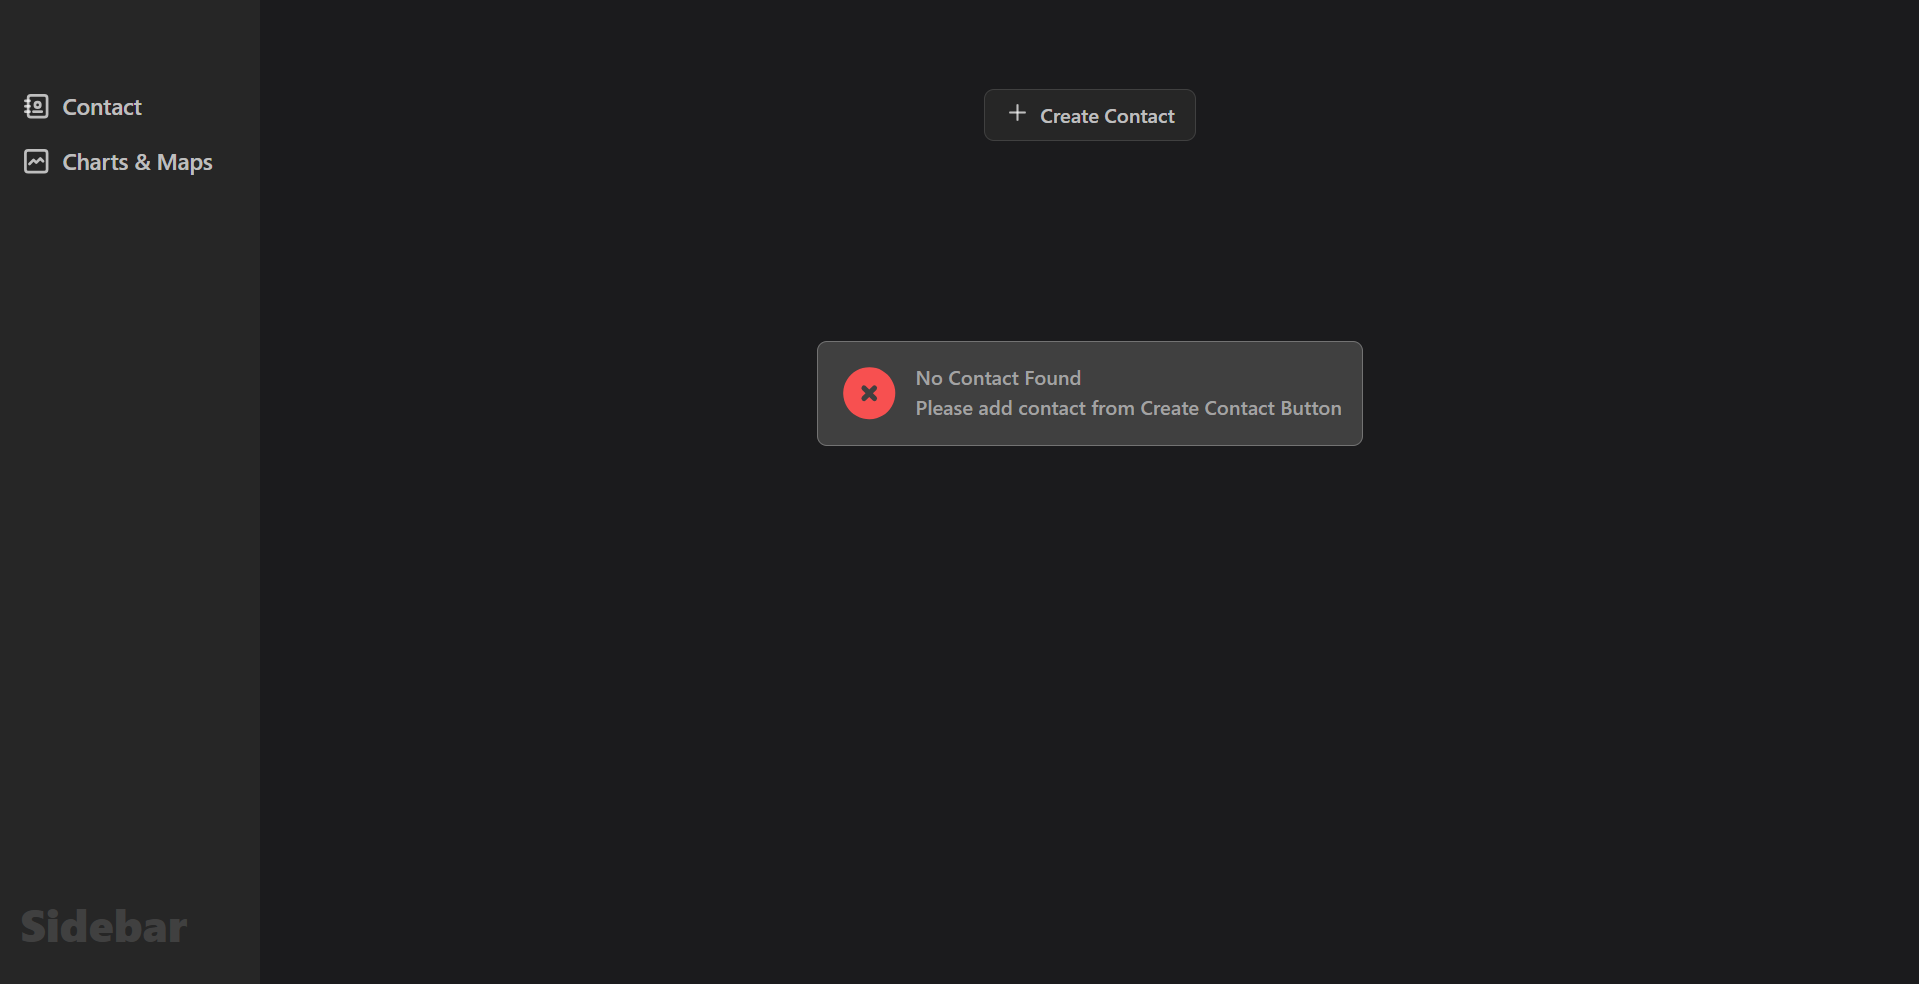 Contact
Charts & Maps
Create Contact
No Contact Found
Please add contact from Create Contact Button
Sidebar